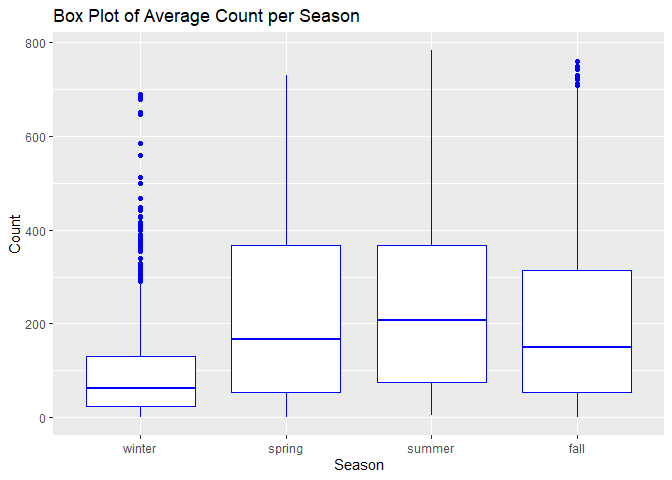 Box Plot of Average Count per Season
800
600
400
200
0
Count
winter spring summer fall
Season